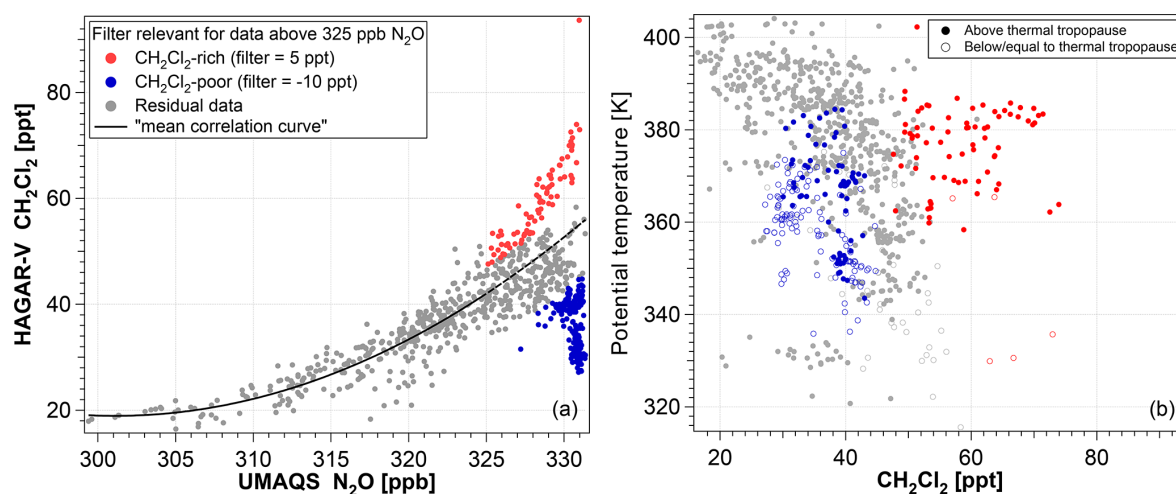 Filter relevant for data above 325 ppb N₂O
CH₂Cl₂-rich (filter = 5 ppt)
CH₂Cl₂-poor (filter = -10 ppt)
Residual data
"mean correlation curve"
HAGAR-V CH₂Cl₂ [ppt]
80
60
40
20
300 305 310 315 320 325 330
UMAQS N₂O [ppb]
(a)
Above thermal tropopause
Below/equal to thermal tropopause
Potential temperature [K]
400
380
360
340
320
20 40 60 80
CH₂Cl₂ [ppt]
(b)